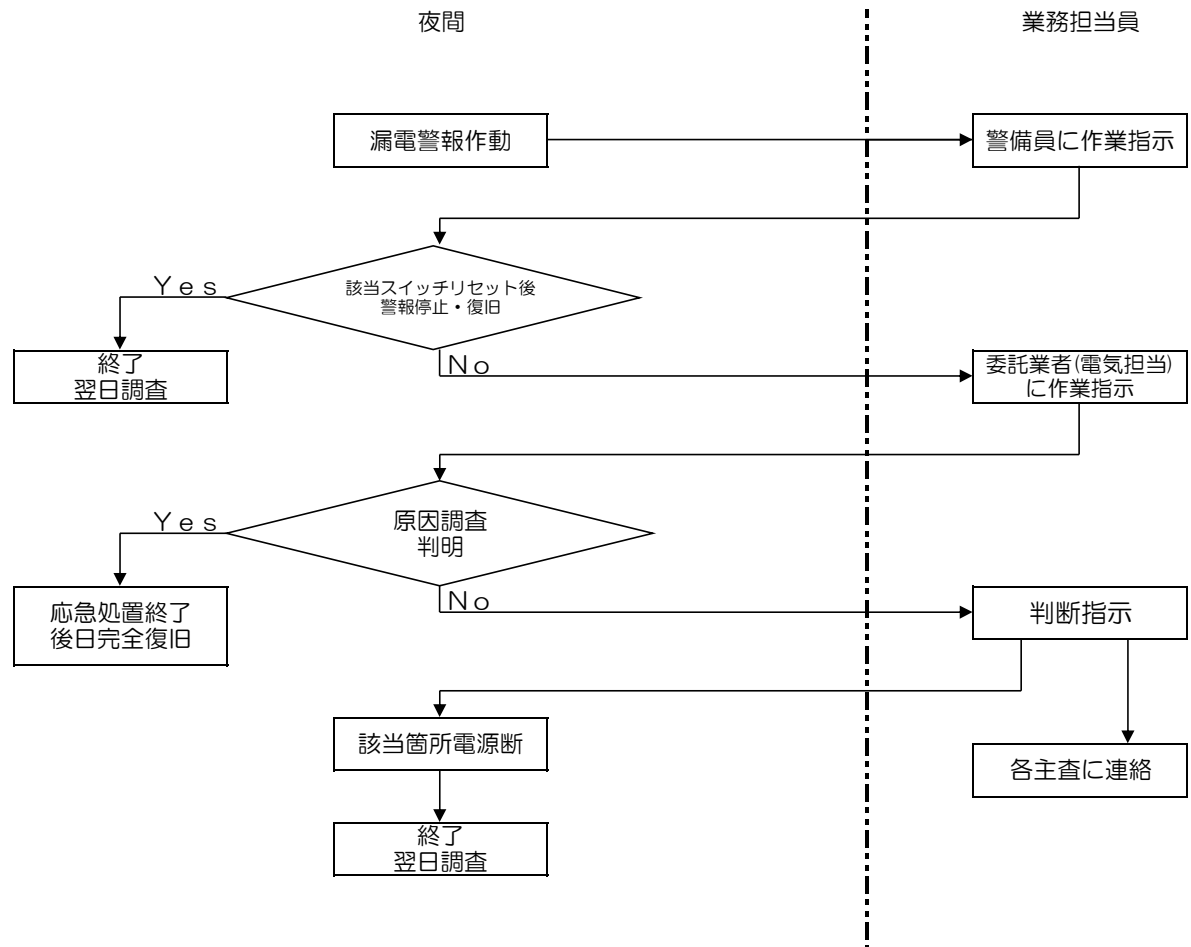 夜間
業務担当員
漏電警報作動
警備員に作業指示
Ｙｅｓ
該当スイッチリセット後
警報停止・復旧
終了
翌日調査
Ｎｏ
委託業者(電気担当)
に作業指示
Ｙｅｓ
原因調査
判明
応急処置終了
後日完全復旧
Ｎｏ
判断指示
該当箇所電源断
各主査に連絡
終了
翌日調査